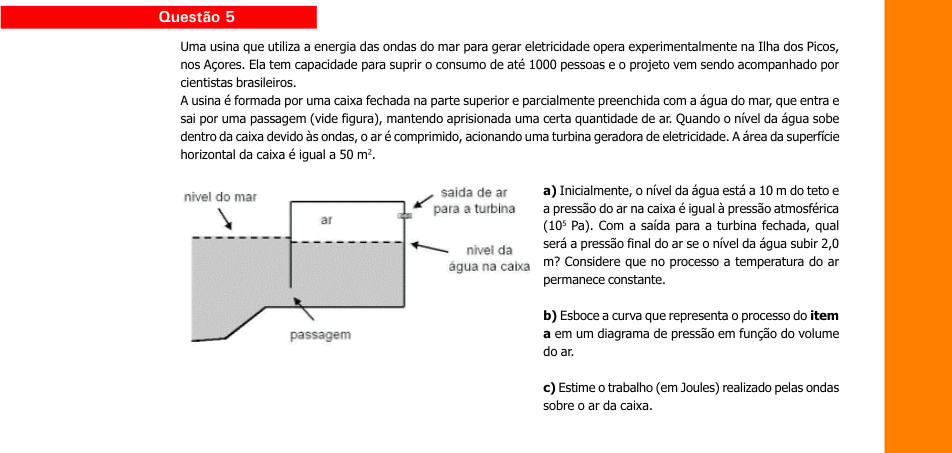 Questão 5
Uma usina que utiliza a energia das ondas do mar para gerar eletricidade opera experimentalmente na Ilha dos Picos,
nos Açores. Ela tem capacidade para suprir o consumo de até 1000 pessoas e o projeto vem sendo acompanhado por
cientistas brasileiros.
A usina é formada por uma caixa fechada na parte superior e parcialmente preenchida com a água do mar, que entra e
sai por uma passagem (vide figura), mantendo aprisionada uma certa quantidade de ar. Quando o nível da água sobe
dentro da caixa devido às ondas, o ar é comprimido, acionando uma turbina geradora de eletricidade. A área da superfície
horizontal da caixa é igual a 50 m².
nivel do mar
ar
saida de ar
para a turbina
nivel da
água na caixa
passagem
a) Inicialmente, o nível da água está a 10 m do teto e
a pressão do ar na caixa é igual à pressão atmosférica
(10⁵ Pa). Com a saída para a turbina fechada, qual
será a pressão final do ar se o nível da água subir 2,0
m? Considere que no processo a temperatura do ar
permanece constante.
b) Esboce a curva que representa o processo do item
a em um diagrama de pressão em função do volume
do ar.
c) Estime o trabalho (em Joules) realizado pelas ondas
sobre o ar da caixa.